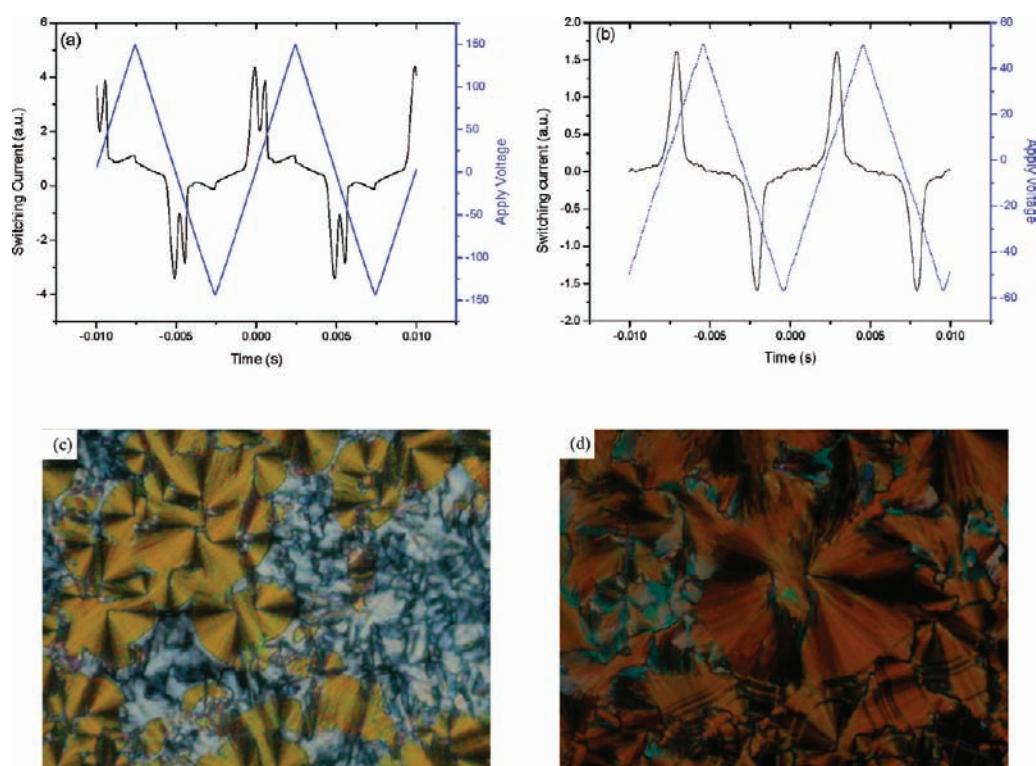 (a)
6
4
2
0
-2
-4
Switching Current (a.u.)
150
100
50
0
-50
-100
-150
Apply Voltage
-0.010 -0.005 0.000 0.005 0.010
Time (s)
(b)
2.0
1.5
1.0
0.5
0.0
-0.5
-1.0
-1.5
2.0
Switching current (a.u.)
60
40
20
0
-20
-40
-60
Apply Voltage
-0.010 -0.005 0.000 0.005 0.010
Time (s)
(c)
(d)